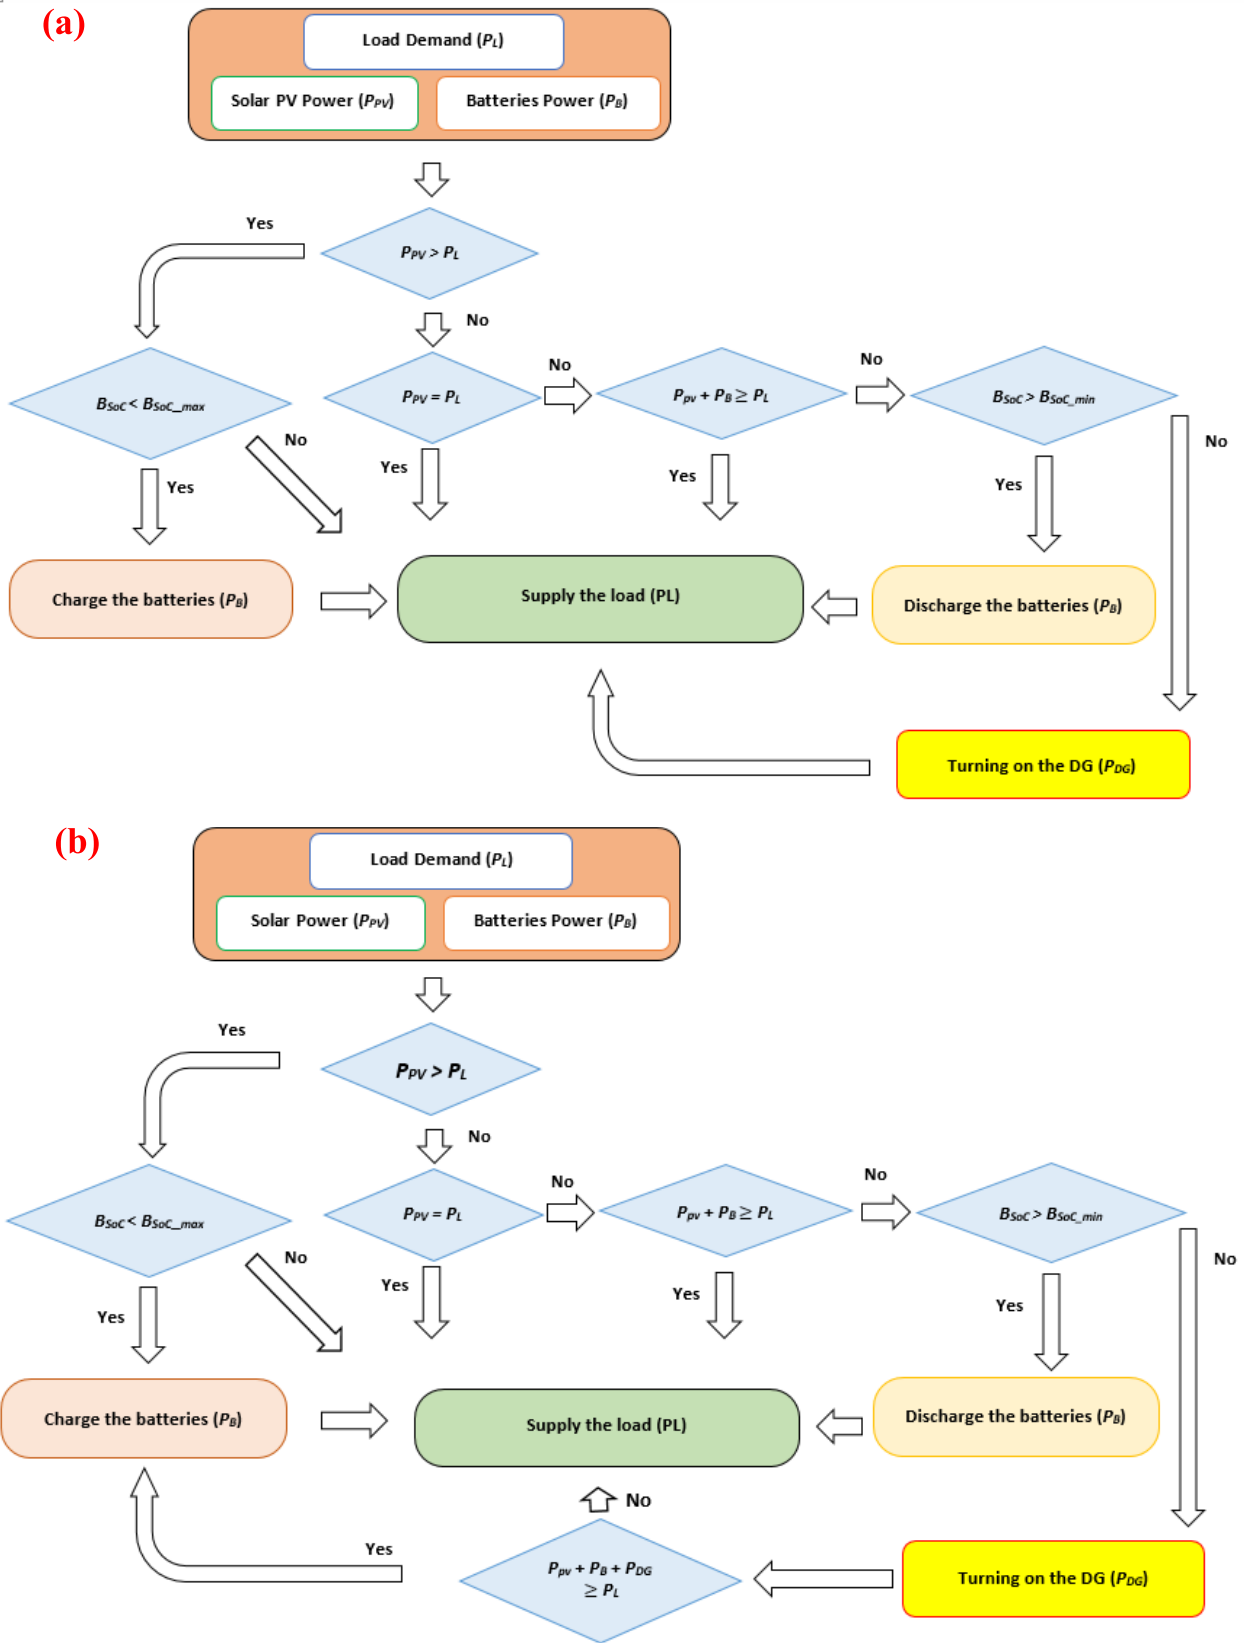 (a)
Load Demand (PL)
Solar PV Power (PPV)
Batteries Power (PB)
Yes
PPV > PL
No
BSoC < BSoC_max
PPV = PL
No
Ppv + PB ≥ PL
No
BSoC > BSoC_min
No
Yes
No
Yes
Yes
Yes
Charge the batteries (PB)
Supply the load (PL)
Discharge the batteries (PB)
Turning on the DG (PDG)
(b)
Load Demand (PL)
Solar Power (PPV)
Batteries Power (PB)
Yes
PPV > PL
No
BSoC < BSoC_max
PPV = PL
No
Ppv + PB ≥ PL
No
BSoC > BSoC_min
No
Yes
No
Yes
Yes
Yes
Charge the batteries (PB)
Supply the load (PL)
Discharge the batteries (PB)
No
Yes
Ppv + PB + PDG
≥ PL
Turning on the DG (PDG)